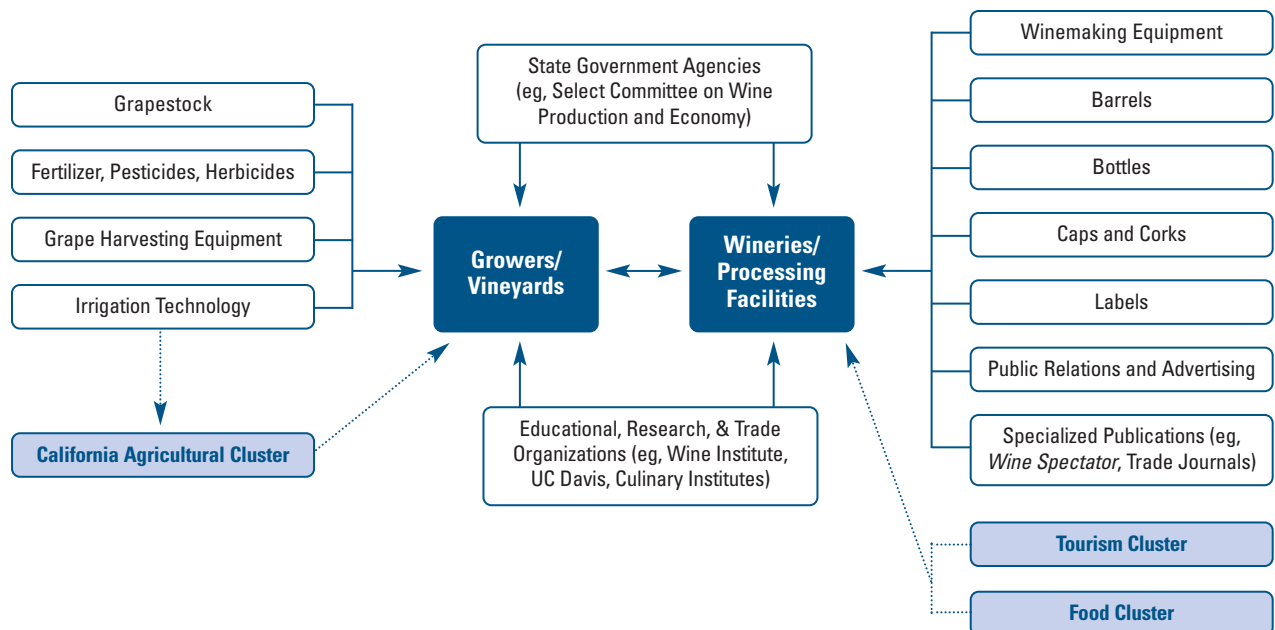 Grapestock
Fertilizer, Pesticides, Herbicides
Grape Harvesting Equipment
Irrigation Technology
California Agricultural Cluster
State Government Agencies
(eg, Select Committee on Wine
Production and Economy)
Growers/
Vineyards
Wineries/
Processing
Facilities
Educational, Research, & Trade
Organizations (eg, Wine Institute,
UC Davis, Culinary Institutes)
Winemaking Equipment
Barrels
Bottles
Caps and Corks
Labels
Public Relations and Advertising
Specialized Publications (eg,
Wine Spectator, Trade Journals)
Tourism Cluster
Food Cluster